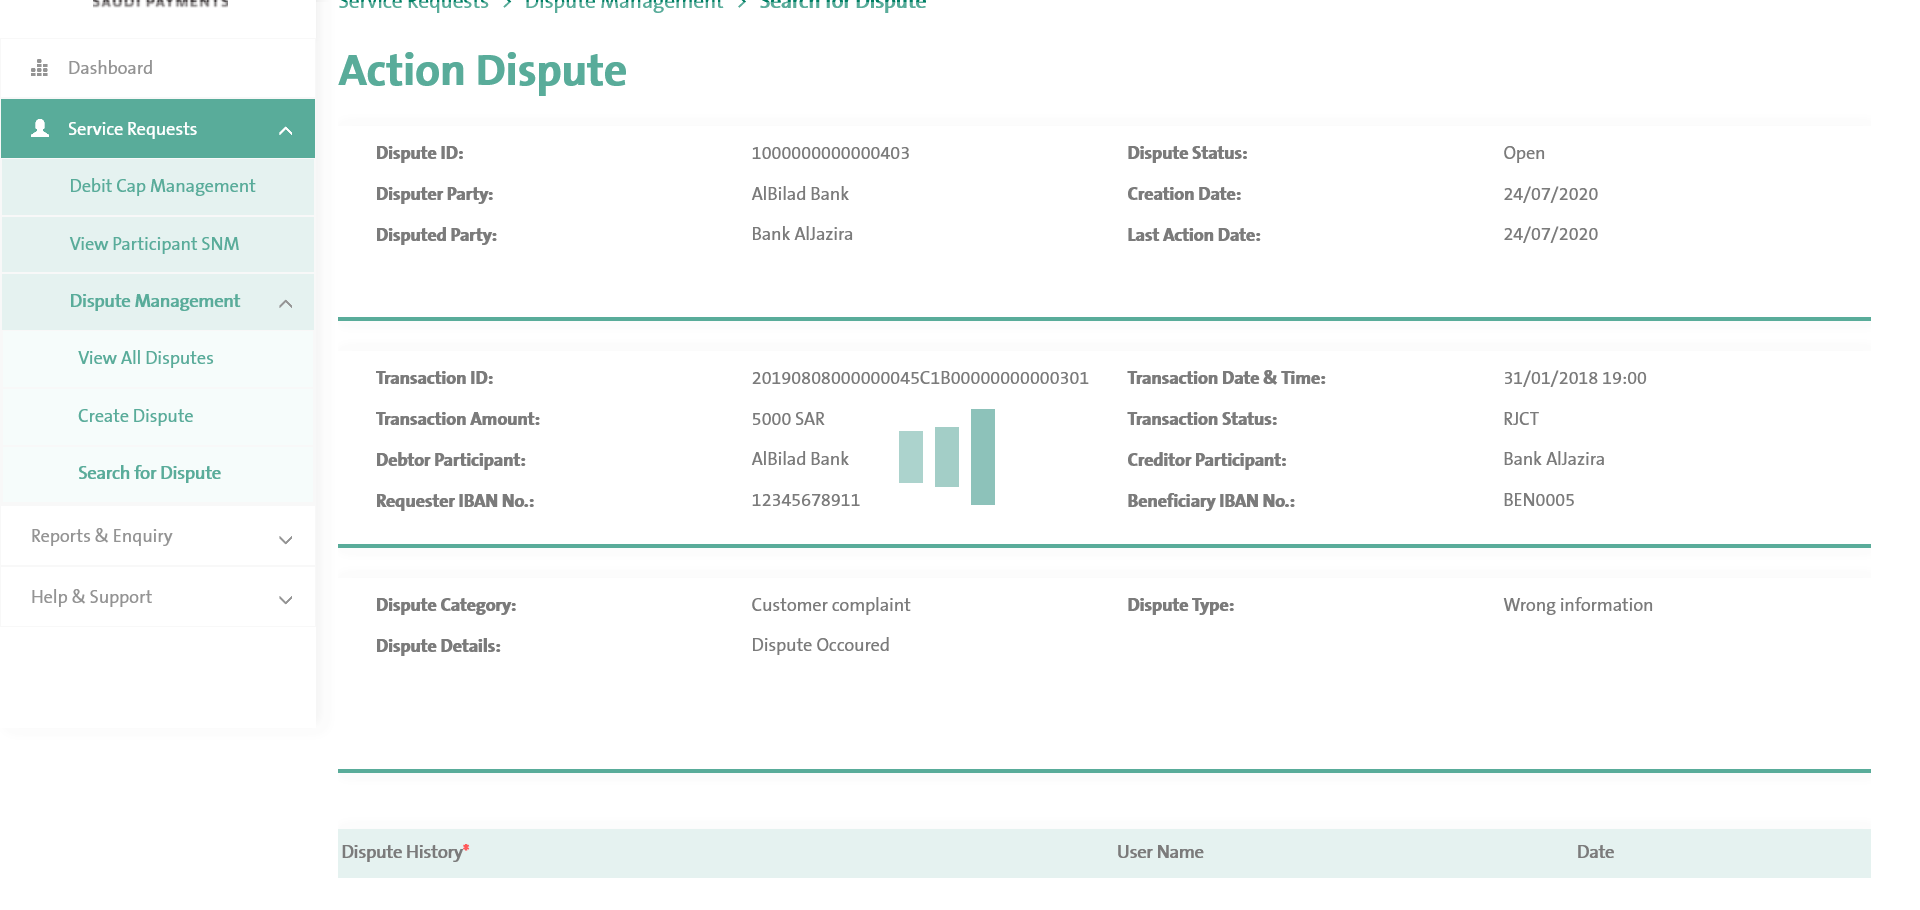 SAUDI PAYMENTS
Service Requests > Dispute Management > Search for Dispute
Dashboard
Service Requests
Debit Cap Management
View Participant SNM
Dispute Management
View All Disputes
Create Dispute
Search for Dispute
Reports & Enquiry
Help & Support
Action Dispute
Dispute ID: 1000000000000403 Dispute Status: Open
Disputer Party: AlBilad Bank Creation Date: 24/07/2020
Disputed Party: Bank AlJazira Last Action Date: 24/07/2020
Transaction ID: 20190808000000045C1B00000000000301 Transaction Date & Time: 31/01/2018 19:00
Transaction Amount: 5000 SAR Transaction Status: RJCT
Debtor Participant: AlBilad Bank Creditor Participant: Bank AlJazira
Requester IBAN No.: 12345678911 Beneficiary IBAN No.: BEN0005
Dispute Category: Customer complaint Dispute Type: Wrong information
Dispute Details: Dispute Occoured
Dispute History* User Name Date